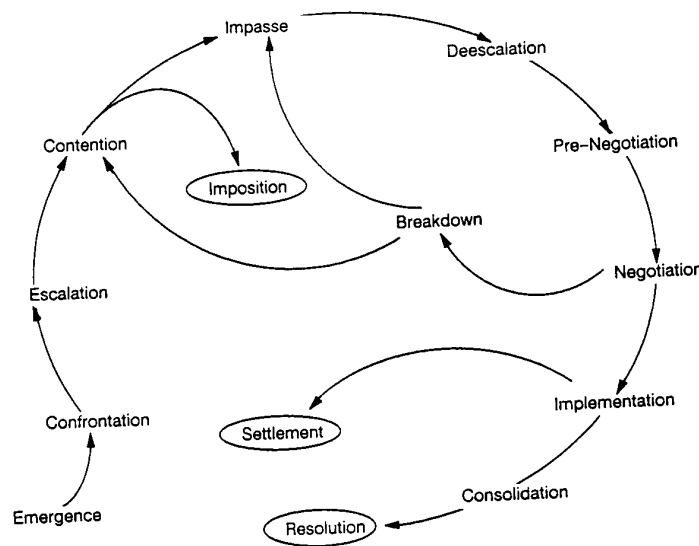 Impasse
Deescalation
Contention
Pre-Negotiation
Imposition
Breakdown
Negotiation
Escalation
Implementation
Confrontation
Settlement
Consolidation
Emergence
Resolution